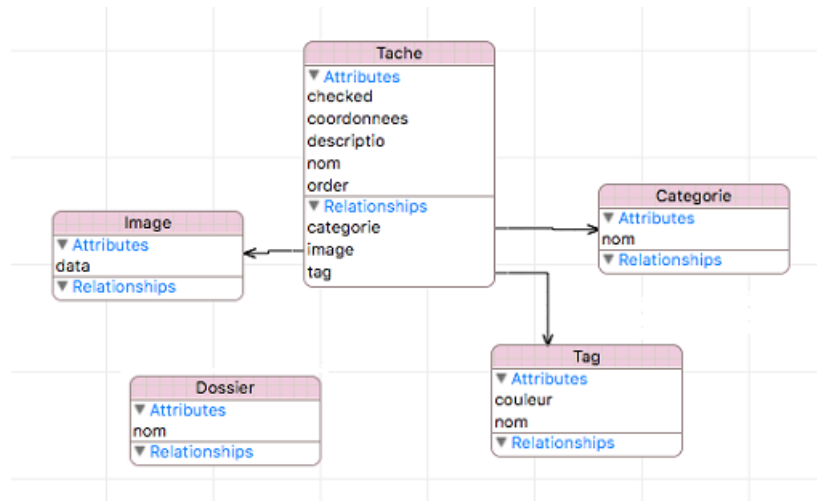 Tache
▼ Attributes
checked
coordonnees
descriptio
nom
order
▼ Relationships
categorie
image
tag
Image
▼ Attributes
data
▼ Relationships
Categorie
▼ Attributes
nom
▼ Relationships
Tag
▼ Attributes
couleur
nom
▼ Relationships
Dossier
▼ Attributes
nom
▼ Relationships